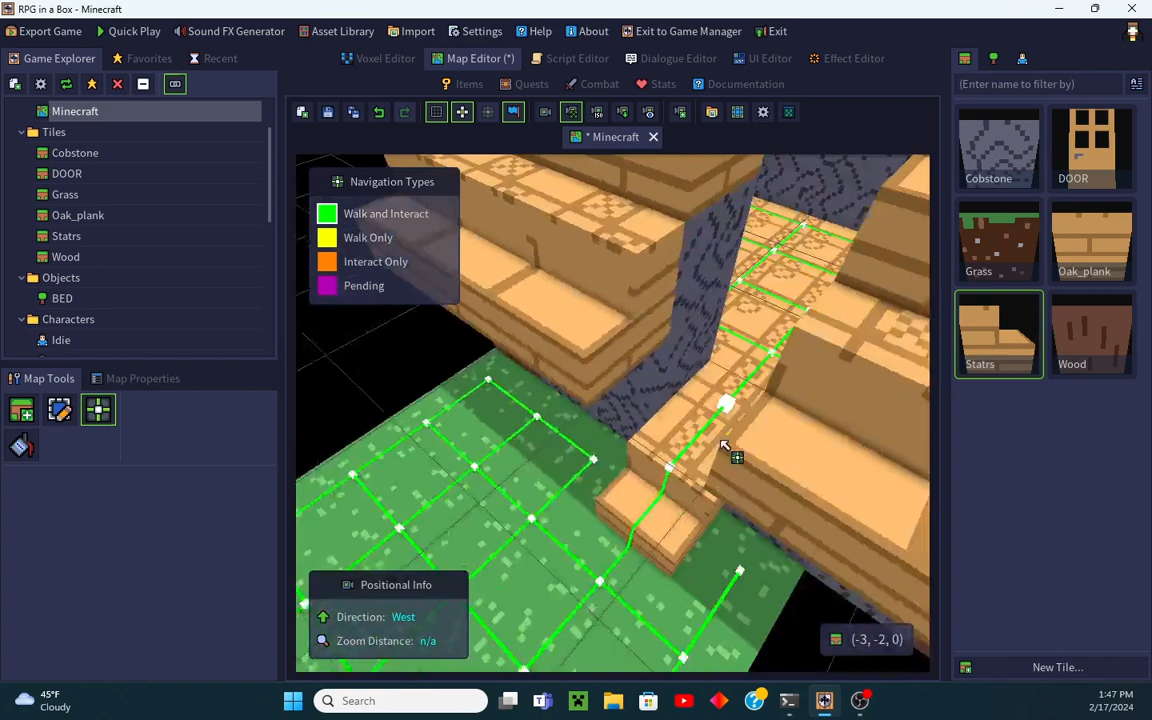 RPG in a Box - Minecraft
Export Game Quick Play Sound FX Generator Asset Library Import Settings Help About Exit to Game Manager Exit
Game Explorer Favorites Recent
Voxel Editor Map Editor (*) Script Editor Dialogue Editor UI Editor Effect Editor
Items Quests Combat Stats Documentation
(Enter name to filter by)
* Minecraft
Minecraft
Tiles
Cobstone
DOOR
Grass
Oak_plank
Statrs
Wood
Objects
BED
Characters
Idie
Map Tools Map Properties
Navigation Types
Walk and Interact
Walk Only
Interact Only
Pending
Positional Info
Direction: West
Zoom Distance: n/a
(-3, -2, 0)
Cobstone DOOR
Grass Oak_plank
Statrs Wood
New Tile...
45°F
Cloudy
Search
1:47 PM
2/17/2024